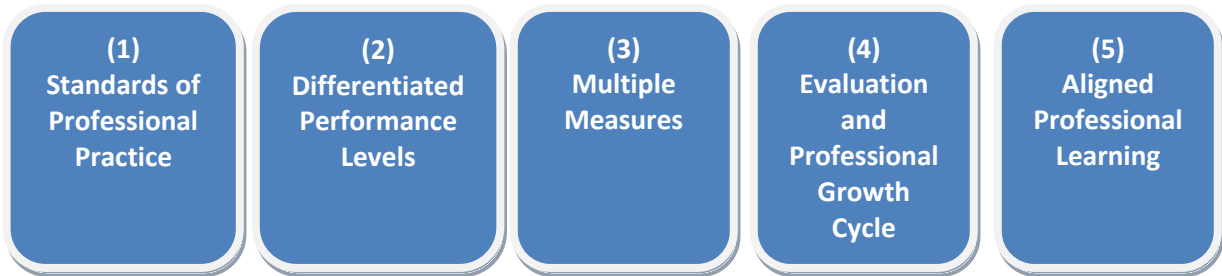 (1)
Standards of
Professional
Practice
(2)
Differentiated
Performance
Levels
(3)
Multiple
Measures
(4)
Evaluation
and
Professional
Growth
Cycle
(5)
Aligned
Professional
Learning